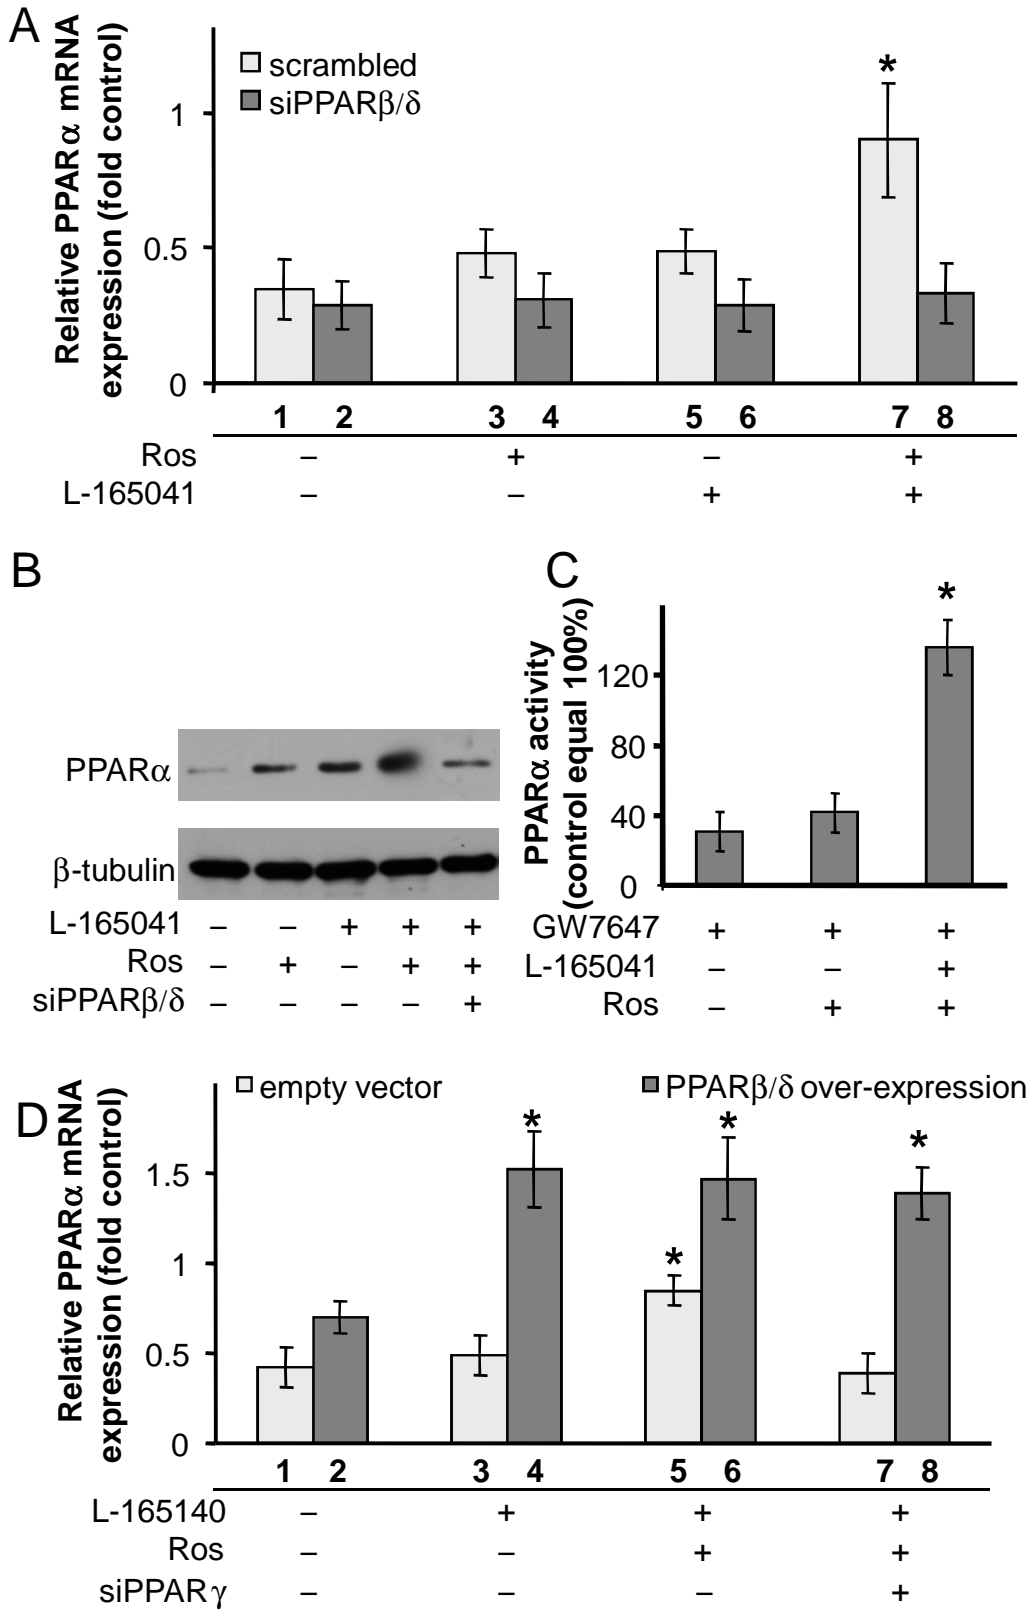 A
Relative PPARα mRNA
expression (fold control)
scrambled
siPPARβ/δ
*
1
0.5
0
1 2 3 4 5 6 7 8
Ros – + – +
L-165041 – – + +
B
PPARα
β-tubulin
L-165041 – – + + +
Ros – + – + +
siPPARβ/δ – – – – +
C
PPARα activity
(control equal 100%)
*
120
80
40
0
GW7647 + + +
L-165041 – – +
Ros – + +
D
Relative PPARα mRNA
expression (fold control)
empty vector
PPARβ/δ over-expression
* * * *
1.5
1
0.5
0
1 2 3 4 5 6 7 8
L-165140 – + + +
Ros – – + +
siPPARγ – – – +